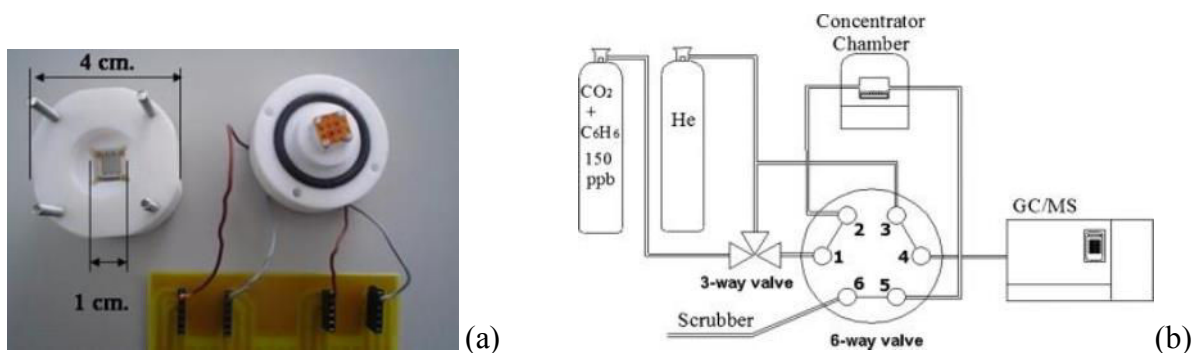 4 cm.
1 cm.
(a)
Concentrator
Chamber
CO2
+
C6H6
150
ppb
He
GC/MS
2
3
1
4
3-way valve
6
5
Scrubber
6-way valve
(b)